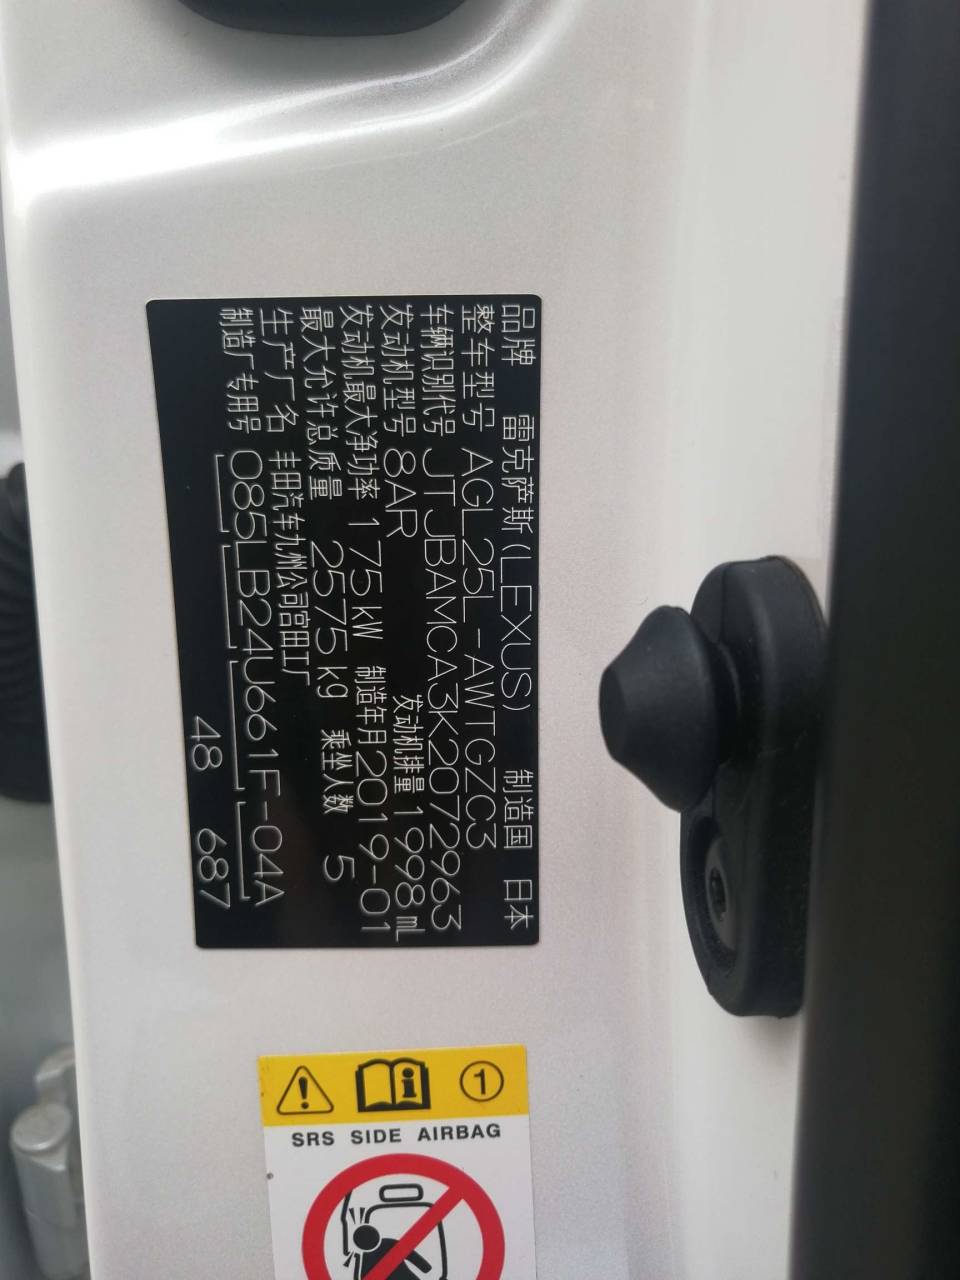 品牌 雷克萨斯(LEXUS) 制造国 日本
整车型号 AGL25L-AWTGZC3
车辆识别代号 JTJBAMCA3K2072963
发动机型号 8AR 发动机排量 1998mL
发动机最大净功率 175kW 制造年月 2019-01
最大允许总质量 2575kg 乘坐人数 5
生产厂名 丰田汽车九州公司宫田工厂
制造厂专用号 085LB24U661F-04A
48 687
1
SRS SIDE AIRBAG